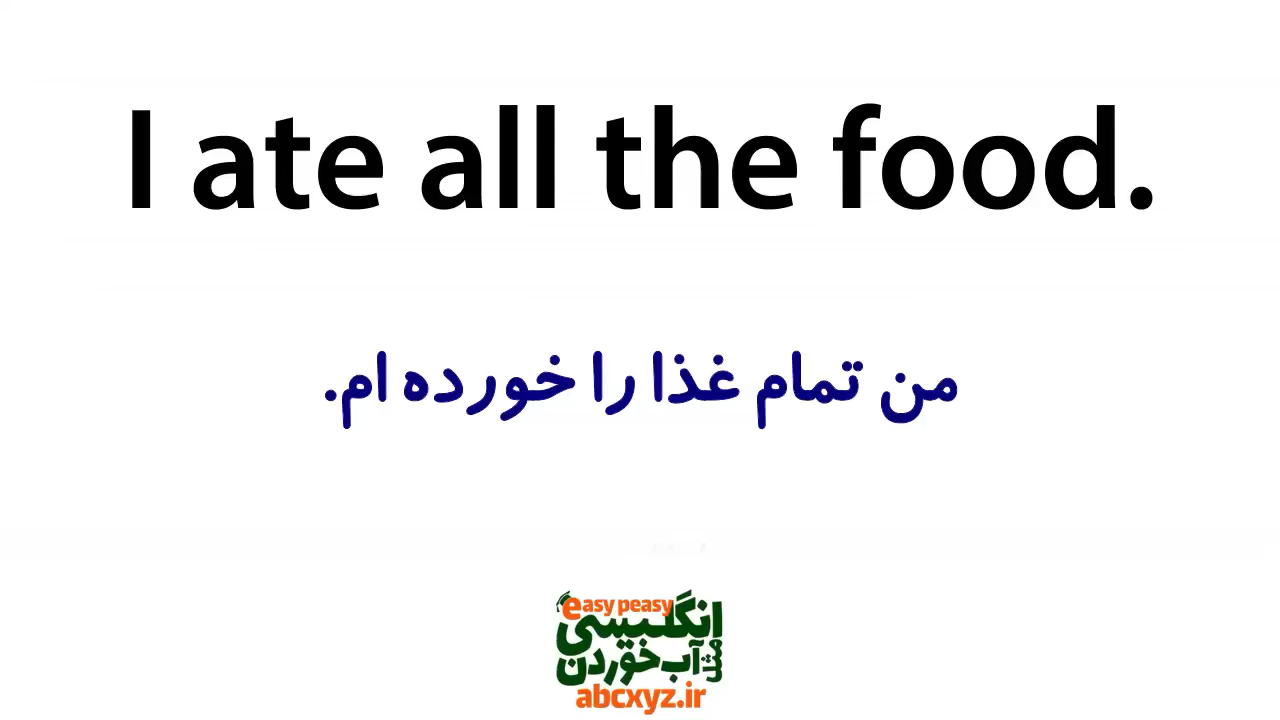 I ate all the food.
من تمام غذا را خورده ام.
easy peasy
انگلیسی
مثل آب خوردن
abcxyz.ir